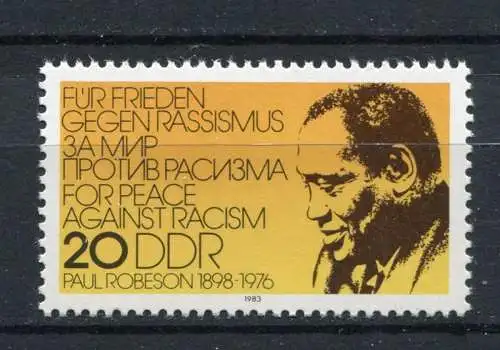 FÜR FRIEDEN
GEGEN RASSISMUS
ЗА МИР
ПРОТИВ РАСИЗМА
FOR PEACE
AGAINST RACISM
20 DDR
PAUL ROBESON 1898-1976
1983